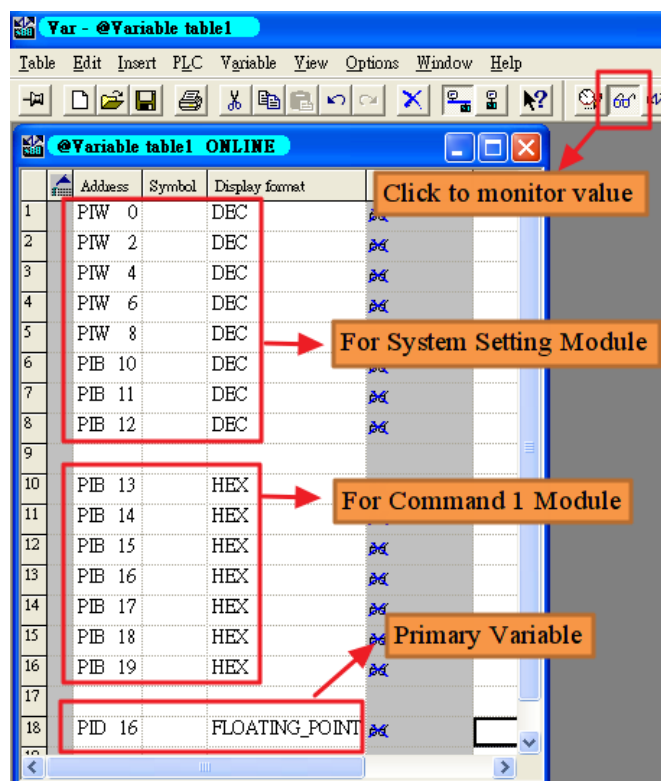 Var - @Variable table1
Table Edit Insert PLC Variable View Options Window Help
@Variable table1 ONLINE
Address Symbol Display format
Click to monitor value
1 PIW 0 DEC
2 PIW 2 DEC
3 PIW 4 DEC
4 PIW 6 DEC
5 PIW 8 DEC
For System Setting Module
6 PIB 10 DEC
7 PIB 11 DEC
8 PIB 12 DEC
9
10 PIB 13 HEX
For Command 1 Module
11 PIB 14 HEX
12 PIB 15 HEX
13 PIB 16 HEX
14 PIB 17 HEX
15 PIB 18 HEX
Primary Variable
16 PIB 19 HEX
17
18 PID 16 FLOATING_POINT